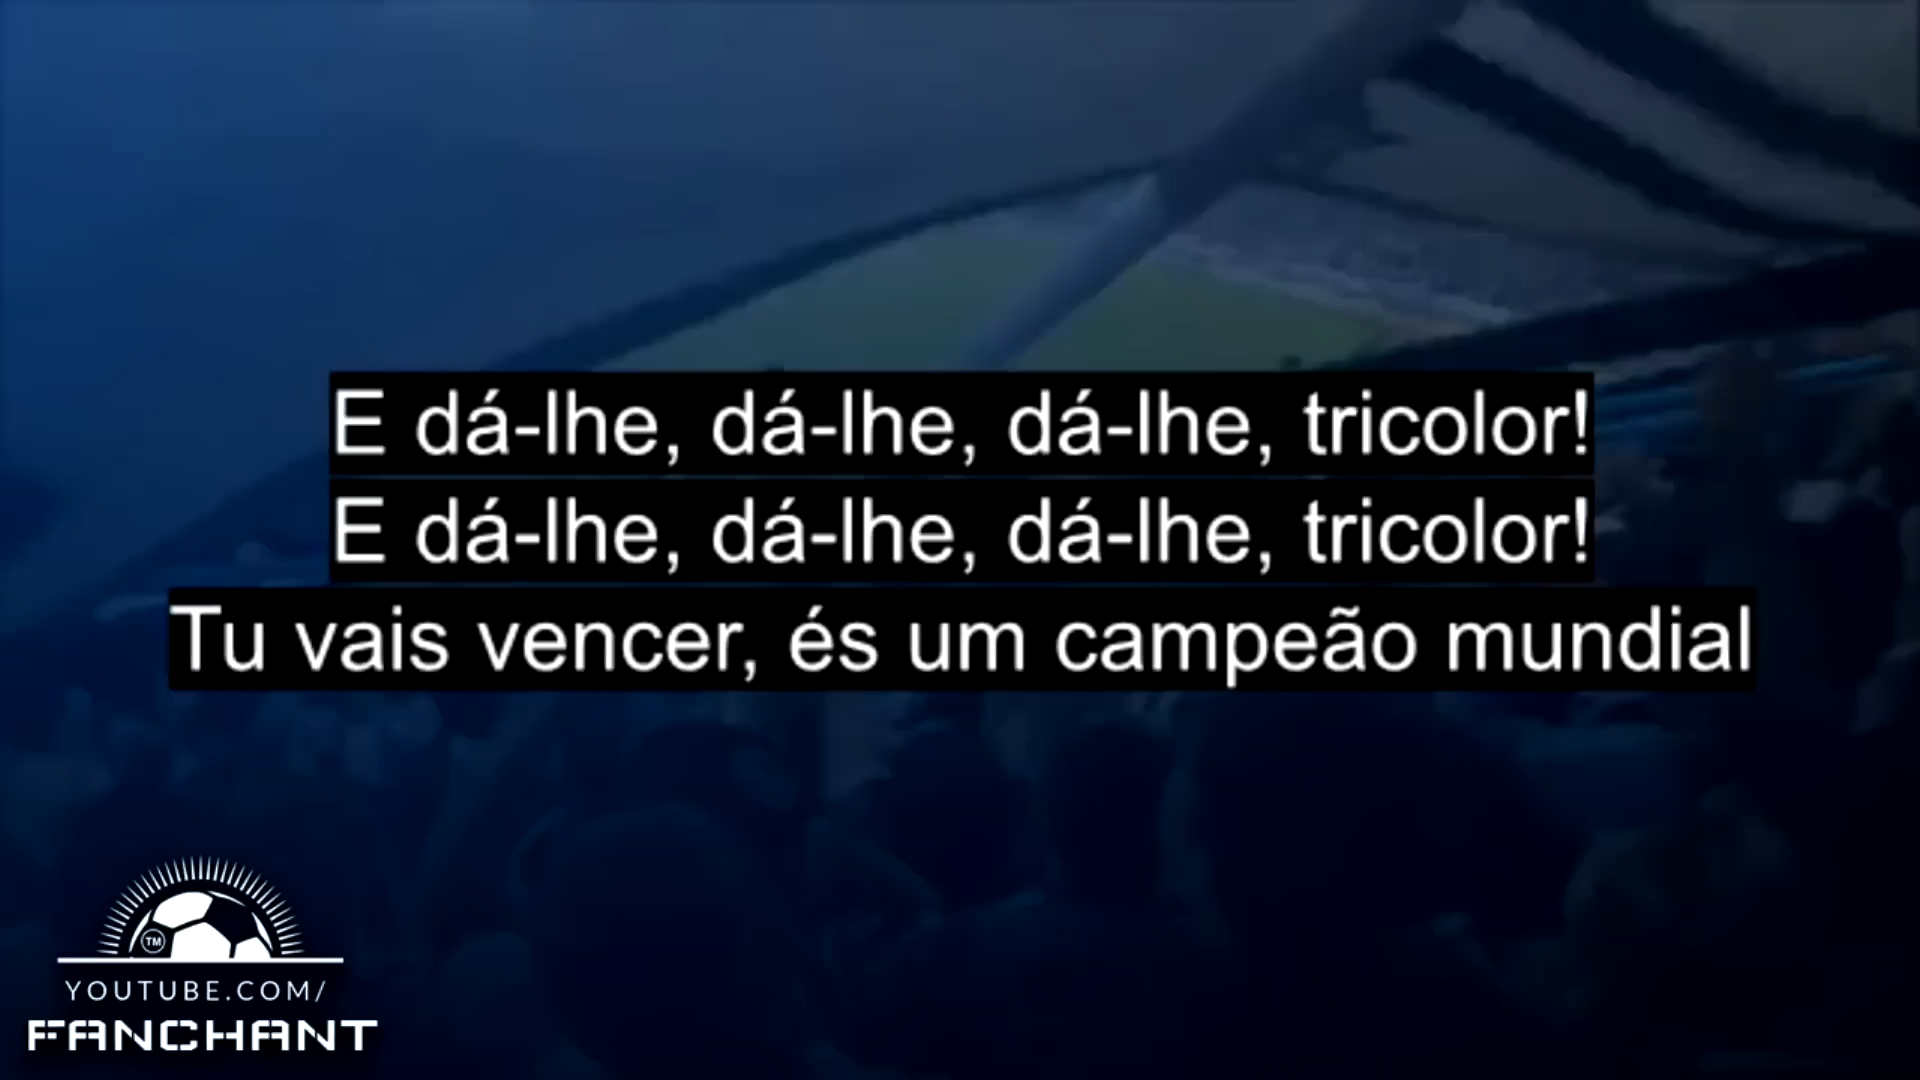 E dá-lhe, dá-lhe, dá-lhe, tricolor!
E dá-lhe, dá-lhe, dá-lhe, tricolor!
Tu vais vencer, és um campeão mundial
TM
YOUTUBE.COM/
FANCHANT